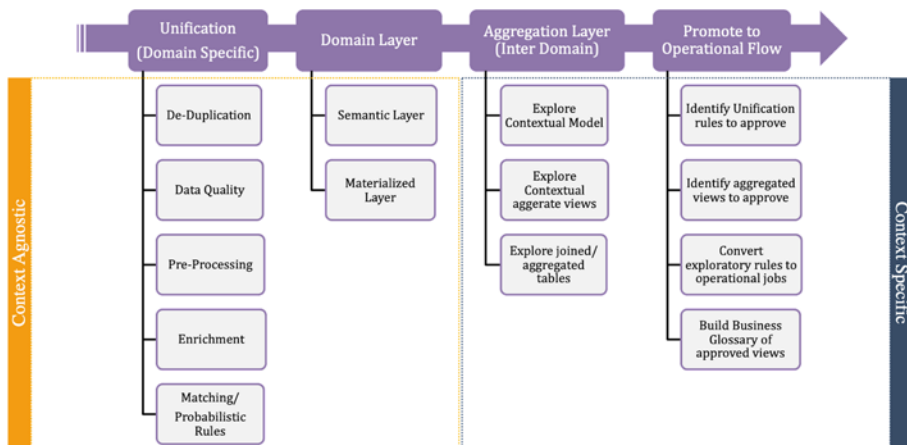 Unification
(Domain Specific)
Domain Layer
Aggregation Layer
(Inter Domain)
Promote to
Operational Flow
Context Agnostic
De-Duplication
Data Quality
Pre-Processing
Enrichment
Matching/
Probabilistic
Rules
Semantic Layer
Materialized
Layer
Explore
Contextual Model
Explore
Contextual
aggerate views
Explore joined/
aggregated
tables
Identify Unification
rules to approve
Identify aggregated
views to approve
Convert
exploratory rules to
operational jobs
Build Business
Glossary of
approved views
Context Specific